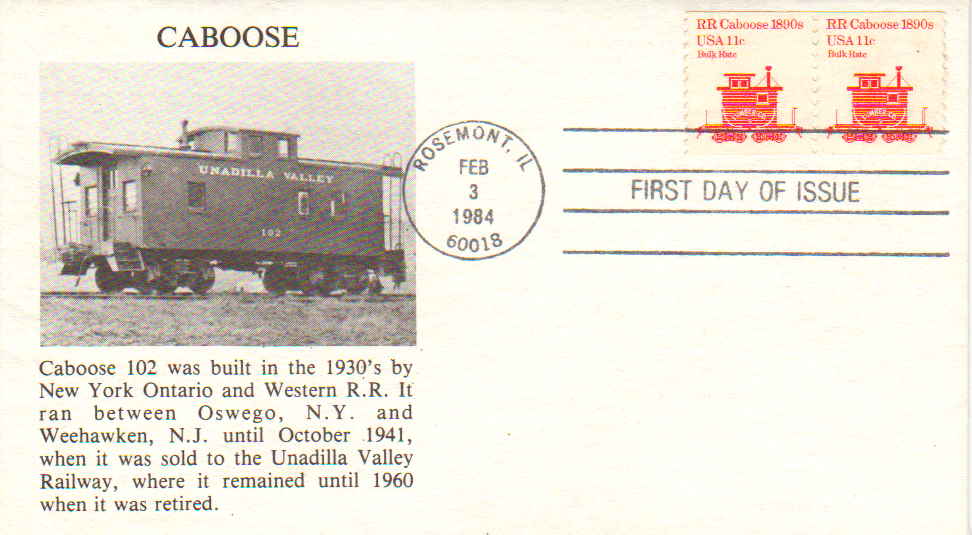 CABOOSE
RR Caboose 1890s
USA 11c
Bulk Rate
RR Caboose 1890s
USA 11c
Bulk Rate
UNADILLA VALLEY
102
ROSEMONT, IL
FEB
3
1984
60018
FIRST DAY OF ISSUE
Caboose 102 was built in the 1930's by
New York Ontario and Western R.R. It
ran between Oswego, N.Y. and
Weehawken, N.J. until October 1941,
when it was sold to the Unadilla Valley
Railway, where it remained until 1960
when it was retired.